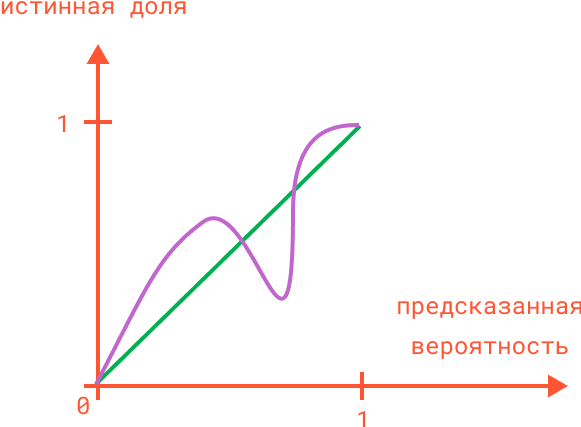 истинная доля
1
предсказанная
вероятность
0
1